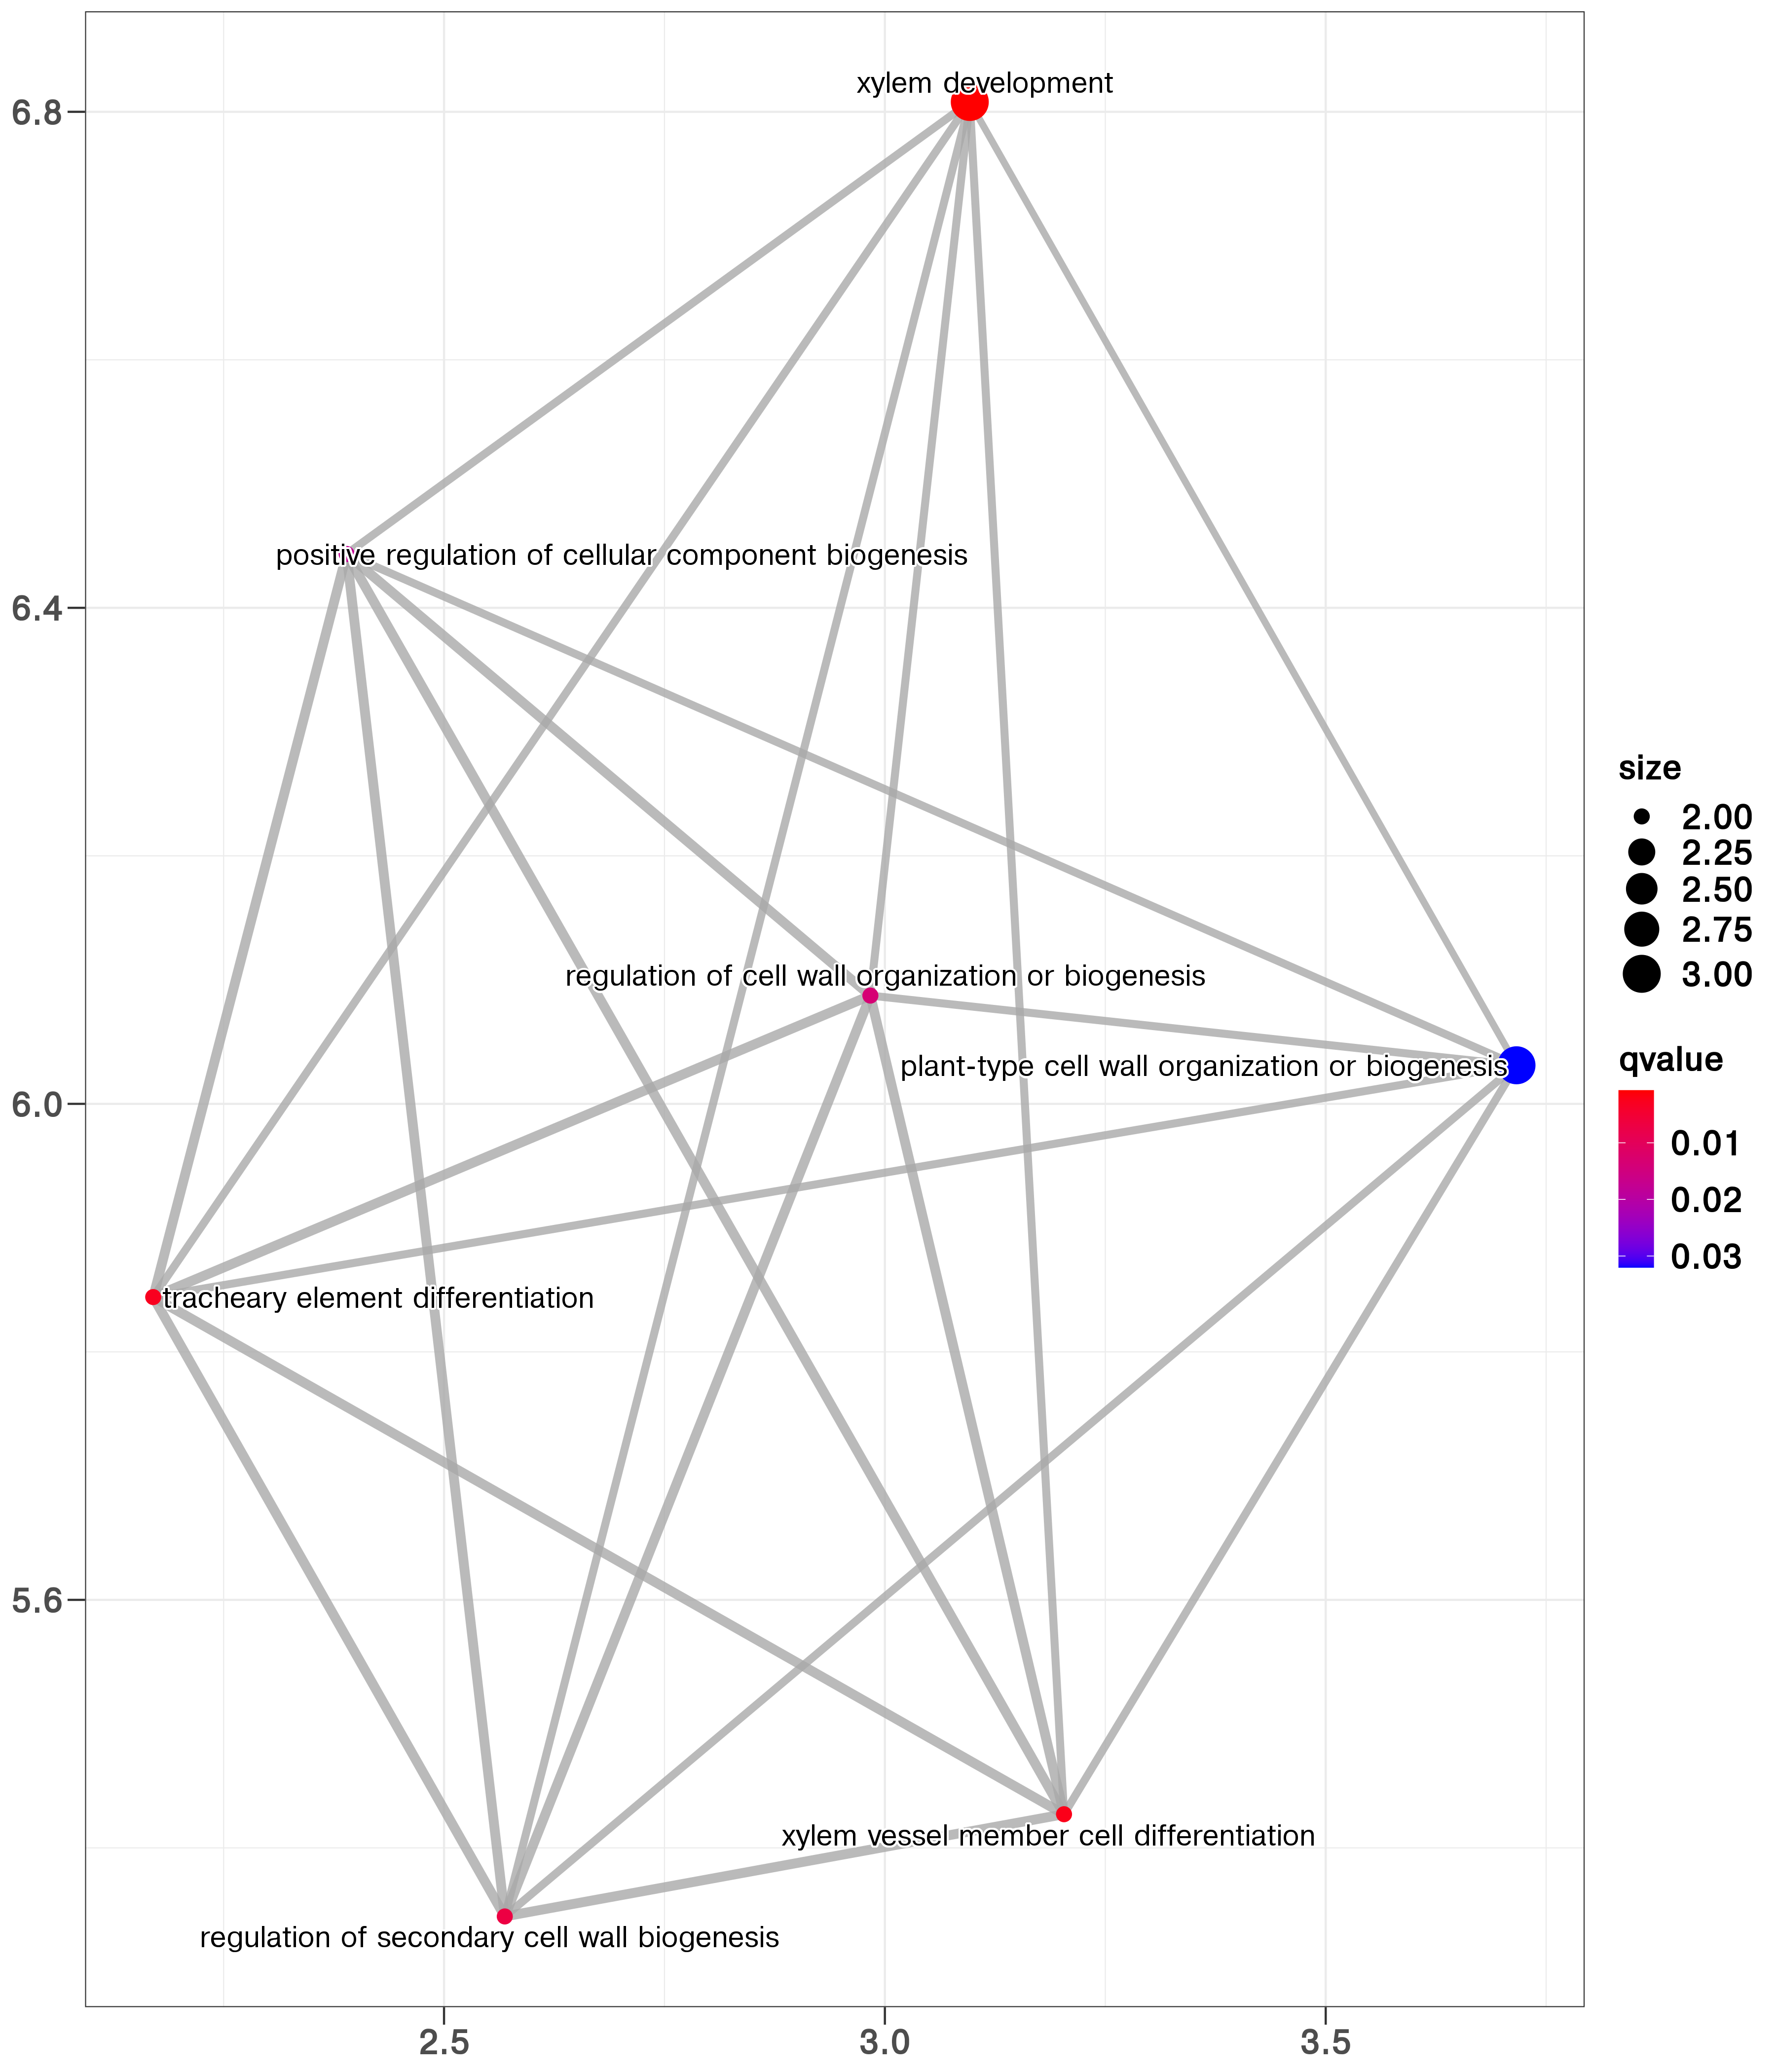 xylem development
6.8
positive regulation of cellular component biogenesis
6.4
size
2.00
2.25
2.50
2.75
3.00
regulation of cell wall organization or biogenesis
plant-type cell wall organization or biogenesis
qvalue
6.0
0.01
0.02
0.03
tracheary element differentiation
5.6
xylem vessel member cell differentiation
regulation of secondary cell wall biogenesis
2.5
3.0
3.5